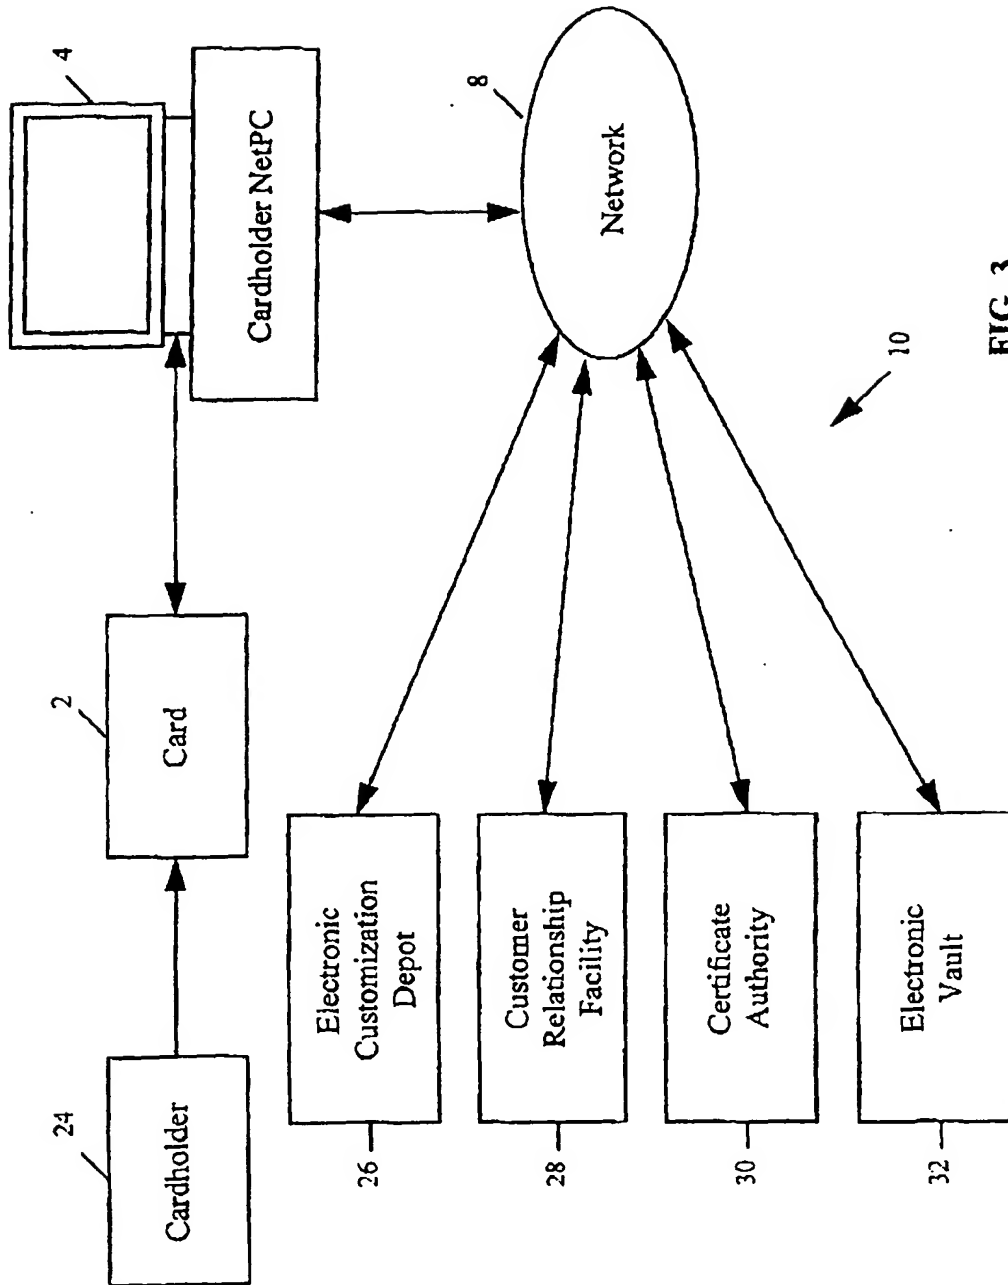 24
Cardholder
2
Card
4
Cardholder NetPC
26
Electronic
Customization
Depot
28
Customer
Relationship
Facility
30
Certificate
Authority
32
Electronic
Vault
8
Network
10
FIG. 3